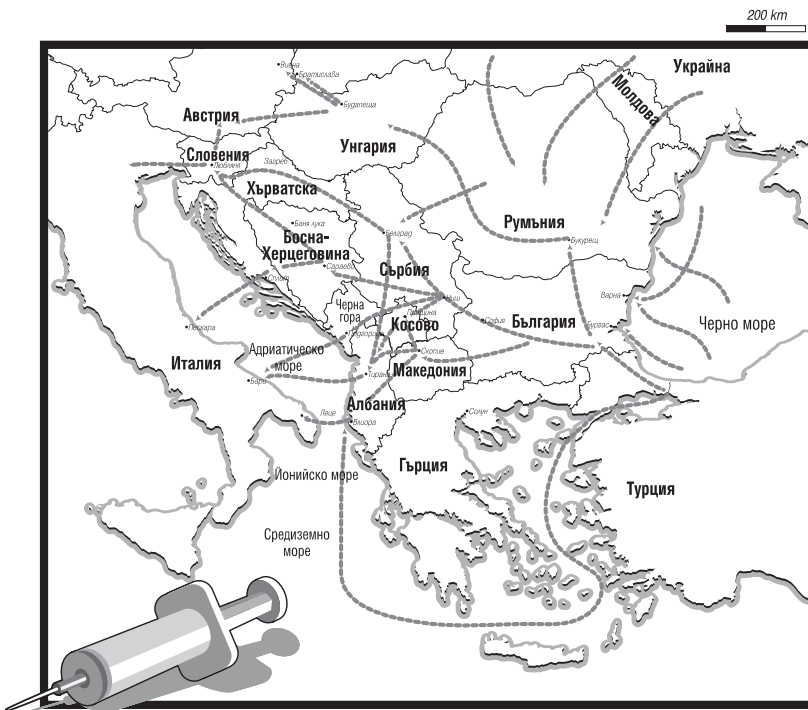 200 km
Украйна
Виена
Братислава
Молдова
Будапеща
Австрия
Унгария
Словения
Любляна
Загреб
Хърватска
Баня лука
Румъния
Белград
Букурещ
Босна-
Херцеговина
Сараево
Сърбия
Сплит
Варна
Ниш
Черна
гора
Прищина
Косово
София
България
Бургас
Черно море
Пескара
Подгорица
Адриатическо
море
Скопие
Италия
Македония
Тирана
Бари
Албания
Лече
Вльора
Солун
Гърция
Йонийско море
Турция
Средиземно
море